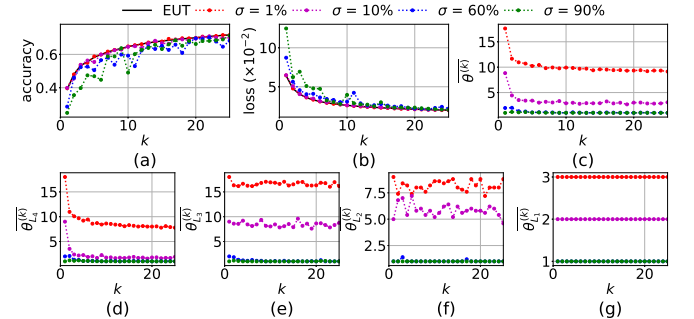 EUT σ = 1% σ = 10% σ = 60% σ = 90%
accuracy
0.6
0.4
0 10 20
k
(a)
loss (×10⁻²)
10
5
0 10 20
k
(b)
θ̅⁽ᵏ⁾
15
10
5
0 10 20
k
(c)
θ̅_L₄⁽ᵏ⁾
15
10
5
0 20
k
(d)
θ̅_L₃⁽ᵏ⁾
15
10
5
0 20
k
(e)
θ̅_L₂⁽ᵏ⁾
7.5
5.0
2.5
0 20
k
(f)
θ̅_L₁⁽ᵏ⁾
3
2
1
0 20
k
(g)